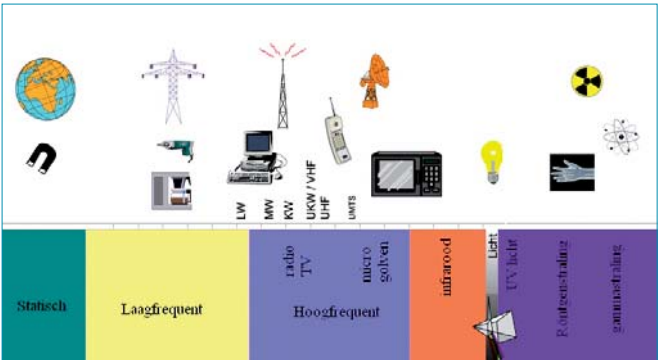 LW
MW
KW
UKW / VHF
UHF
UMTS
Statisch
Laagfrequent
radio
TV
micro
golven
Hoogfrequent
infrarood
Licht
UV licht
Röntgenstraling
gammastraling